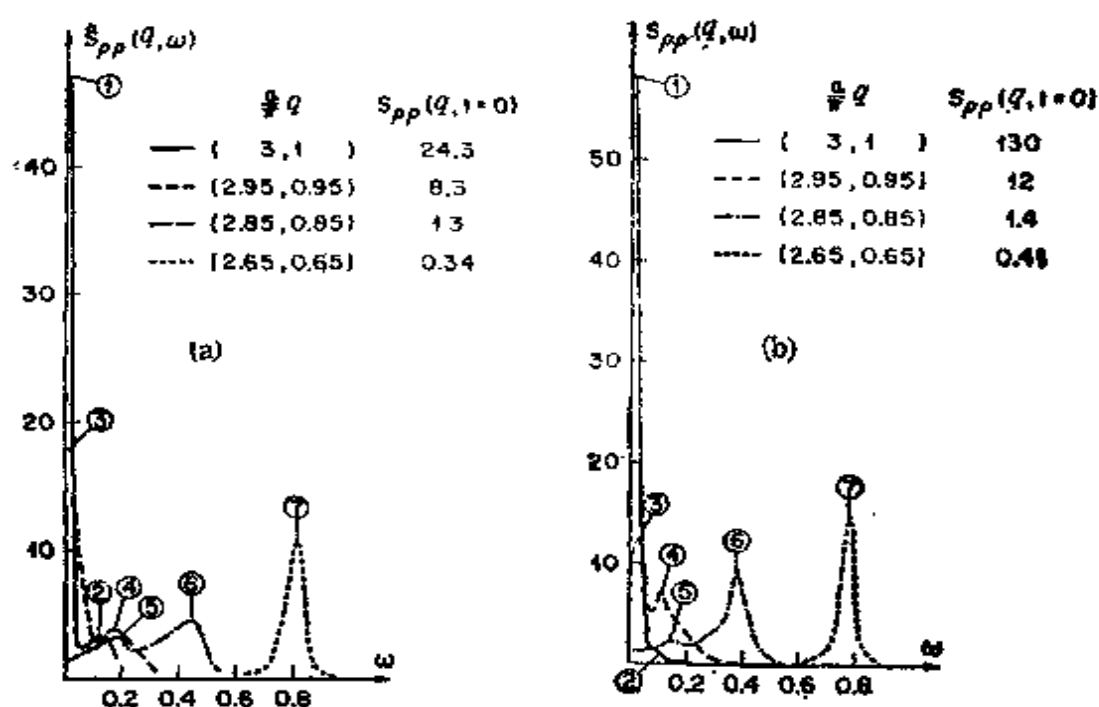 Ŝρρ(q,ω)
①
a/π q Sρρ(q,t=0)
( 3,1 ) 24.3
(2.95,0.95) 8.3
(2.85,0.85) 1.3
(2.65,0.65) 0.34
40
30
(a)
20
③
10
② ④ ⑤ ⑥ ⑦
ω
0.2 0.4 0.6 0.8
Sρρ(q,ω)
①
a/π q Sρρ(q,t=0)
( 3,1 ) 130
(2.95,0.95) 12
(2.85,0.85) 1.4
(2.65,0.65)
50
40
30
(b)
20
③
10
④ ⑤ ⑥ ⑦
②
ω
0.2 0.4 0.6 0.8